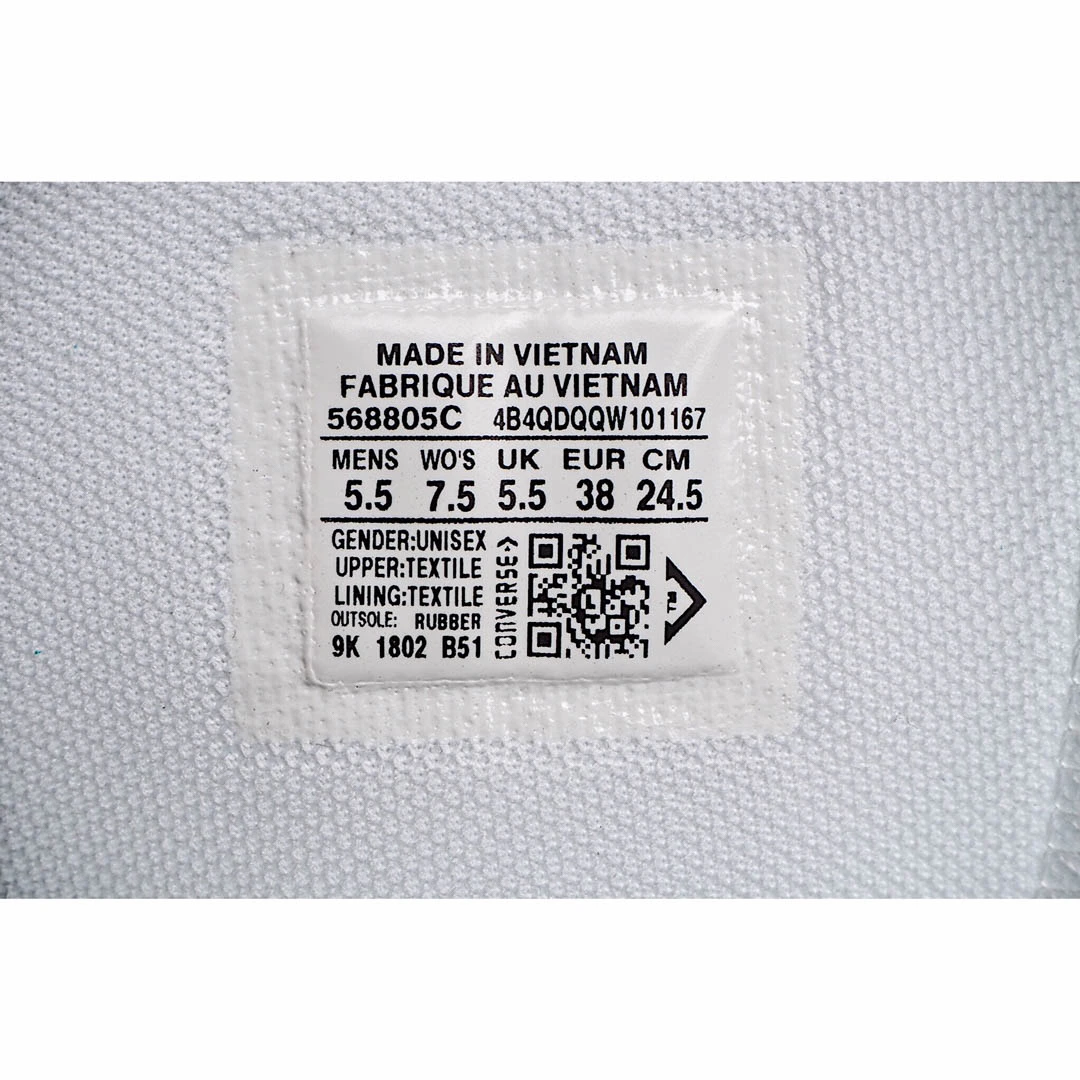 MADE IN VIETNAM
FABRIQUE AU VIETNAM
568805C 4B4QDQQW101167
MENS WO'S UK EUR CM
5.5 7.5 5.5 38 24.5
GENDER:UNISEX
UPPER:TEXTILE
LINING:TEXTILE
OUTSOLE: RUBBER
9K 1802 B51
CONVERSE